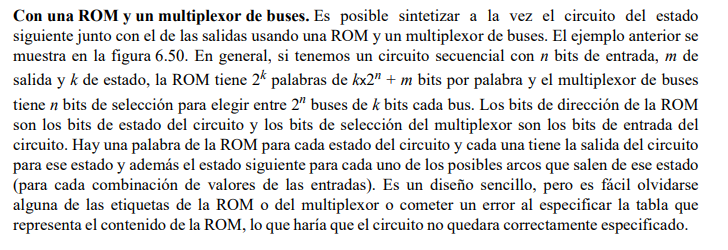 Con una ROM y un multiplexor de buses. Es posible sintetizar a la vez el circuito del estado
siguiente junto con el de las salidas usando una ROM y un multiplexor de buses. El ejemplo anterior se
muestra en la figura 6.50. En general, si tenemos un circuito secuencial con n bits de entrada, m de
salida y k de estado, la ROM tiene 2ᵏ palabras de kx2ⁿ + m bits por palabra y el multiplexor de buses
tiene n bits de selección para elegir entre 2ⁿ buses de k bits cada bus. Los bits de dirección de la ROM
son los bits de estado del circuito y los bits de selección del multiplexor son los bits de entrada del
circuito. Hay una palabra de la ROM para cada estado del circuito y cada una tiene la salida del circuito
para ese estado y además el estado siguiente para cada uno de los posibles arcos que salen de ese estado
(para cada combinación de valores de las entradas). Es un diseño sencillo, pero es fácil olvidarse
alguna de las etiquetas de la ROM o del multiplexor o cometer un error al especificar la tabla que
representa el contenido de la ROM, lo que haría que el circuito no quedara correctamente especificado.